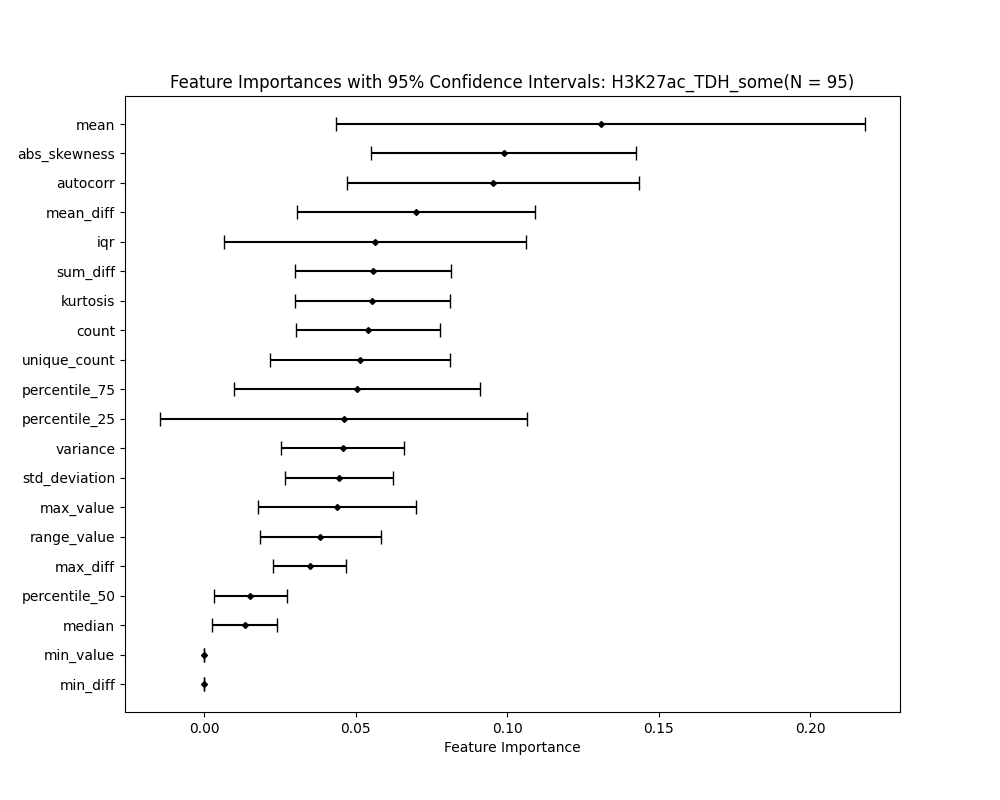 Feature Importances with 95% Confidence Intervals: H3K27ac_TDH_some(N = 95)
mean
abs_skewness
autocorr
mean_diff
iqr
sum_diff
kurtosis
count
unique_count
percentile_75
percentile_25
variance
std_deviation
max_value
range_value
max_diff
percentile_50
median
min_value
min_diff
0.00 0.05 0.10 0.15 0.20
Feature Importance